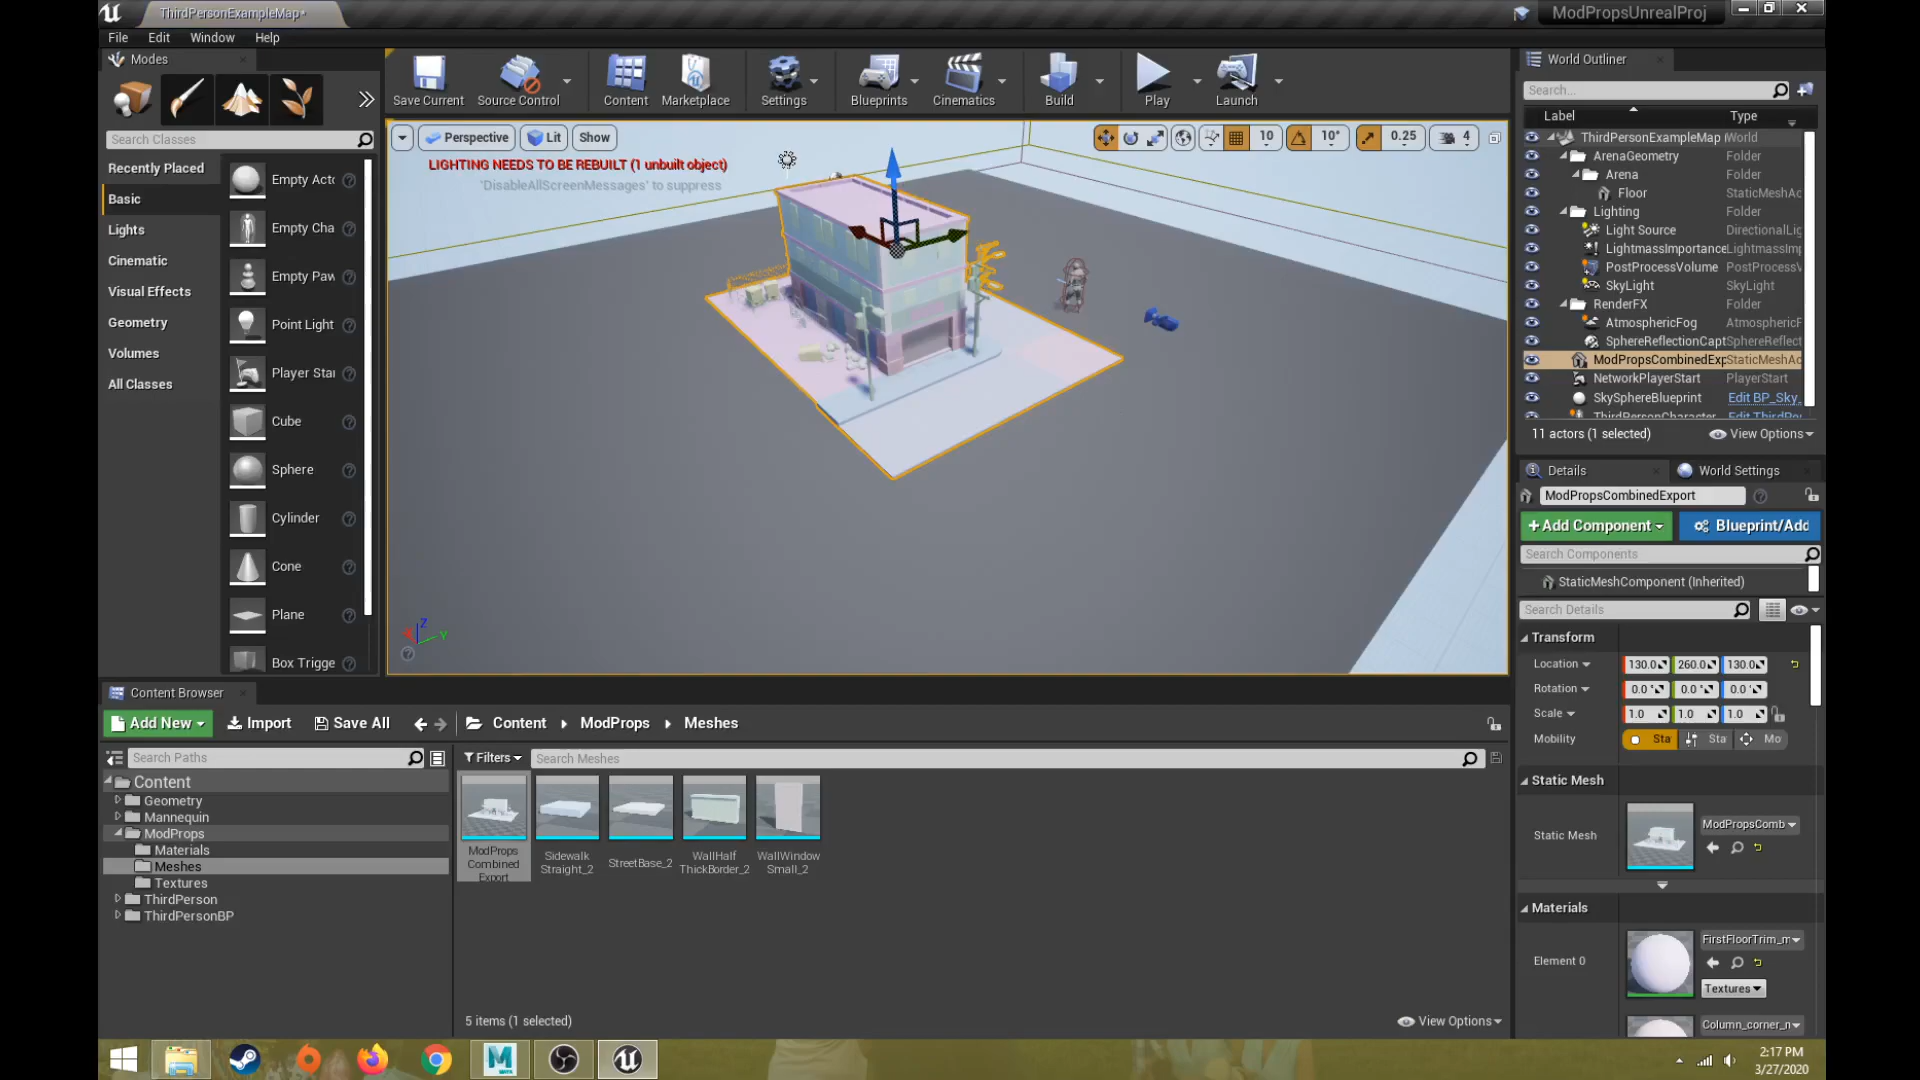 ThirdPersonExampleMap*
ModPropsUnrealProj
File
Edit
Window
Help
Modes
Save Current
Source Control
Content
Marketplace
Settings
Blueprints
Cinematics
Build
Play
Launch
Search Classes
Recently Placed
Basic
Lights
Cinematic
Visual Effects
Geometry
Volumes
All Classes
Empty Acto
Empty Cha
Empty Paw
Point Light
Player Star
Cube
Sphere
Cylinder
Cone
Plane
Box Trigge
Perspective
Lit
Show
10
10°
0.25
4
LIGHTING NEEDS TO BE REBUILT (1 unbuilt object)
'DisableAllScreenMessages' to suppress
Z
Y
World Outliner
Search...
Label
Type
ThirdPersonExampleMap (
World
ArenaGeometry
Folder
Arena
Folder
Floor
StaticMeshAc
Lighting
Folder
Light Source
DirectionalLig
LightmassImportance
LightmassImp
PostProcessVolume
PostProcessV
SkyLight
SkyLight
RenderFX
Folder
AtmosphericFog
AtmosphericF
SphereReflectionCapt
SphereReflect
ModPropsCombinedExp
StaticMeshAc
NetworkPlayerStart
PlayerStart
SkySphereBlueprint
Edit BP_Sky_
ThirdPersonCharacter
Edit ThirdPe
11 actors (1 selected)
View Options
Details
World Settings
ModPropsCombinedExport
+Add Component
Blueprint/Add
Search Components
StaticMeshComponent (Inherited)
Search Details
Transform
Location
130.0
260.0
130.0
Rotation
0.0 °
0.0 °
0.0 °
Scale
1.0
1.0
1.0
Mobility
Sta
Sta
Mo
Static Mesh
Static Mesh
ModPropsComb
Materials
Element 0
FirstFloorTrim_m
Textures
Column_corner_n
Content Browser
Add New
Import
Save All
Content
ModProps
Meshes
Search Paths
Filters
Search Meshes
Content
Geometry
Mannequin
ModProps
Materials
Meshes
Textures
ThirdPerson
ThirdPersonBP
ModProps
Combined
Export
Sidewalk
Straight_2
StreetBase_2
WallHalf
ThickBorder_2
WallWindow
Small_2
5 items (1 selected)
View Options
2:17 PM
3/27/2020